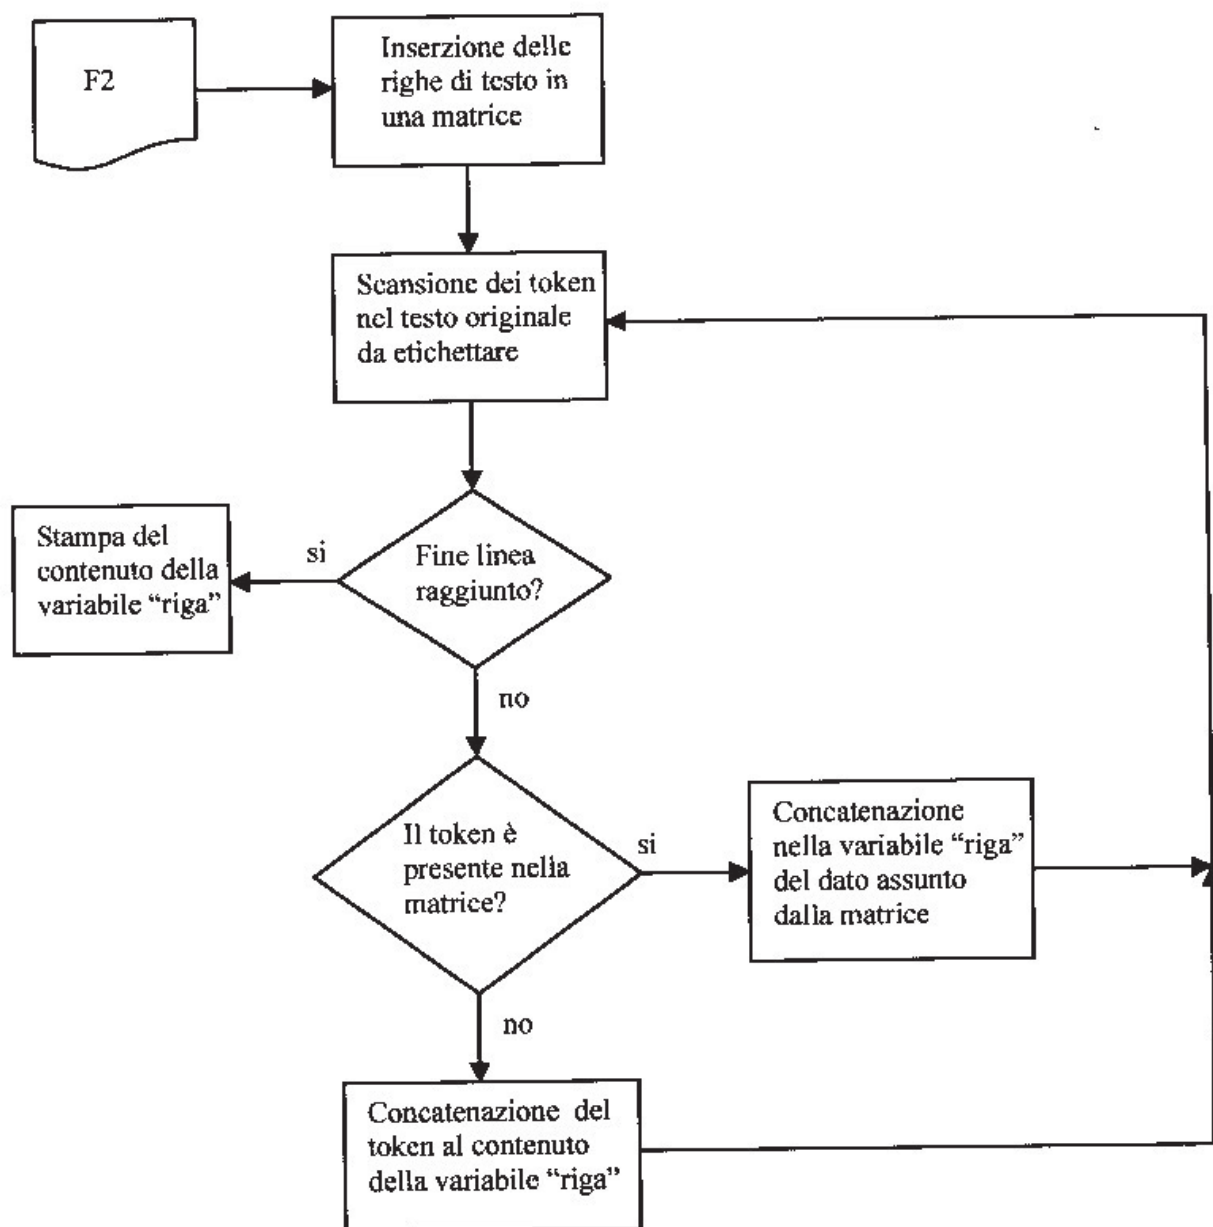 F2
Inserzione delle
righe di testo in
una matrice
Scansione dei token
nel testo originale
da etichettare
Stampa del
contenuto della
variabile “riga”
si
Fine linea
raggiunto?
no
Il token è
presente nella
matrice?
si
Concatenazione
nella variabile “riga”
del dato assunto
dalla matrice
no
Concatenazione del
token al contenuto
della variabile “riga”